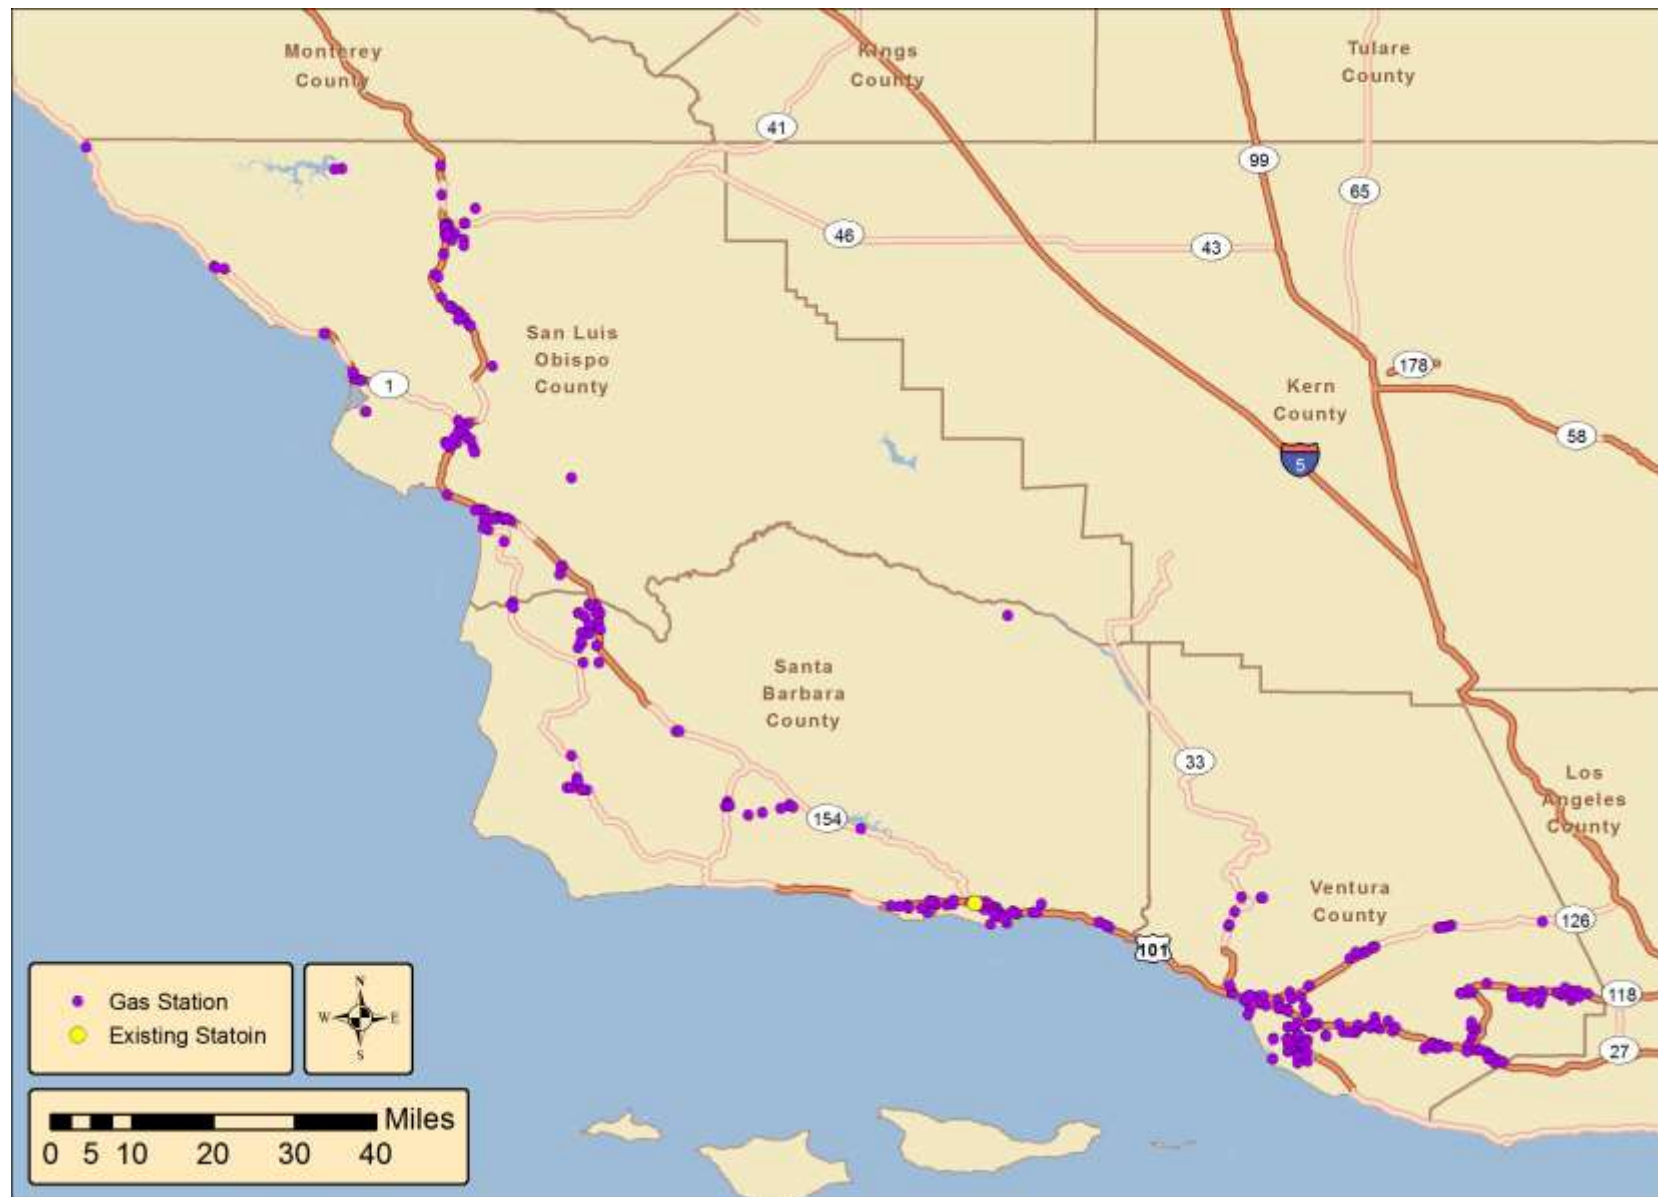 Monterey
County
Kings
County
Tulare
County
41
99
65
46
43
San Luis
Obispo
County
1
178
Kern
County
58
5
Santa
Barbara
County
33
Los
Angeles
County
154
Ventura
County
126
101
118
27
Gas Station
Existing Statoin
N
W E
S
Miles
0 5 10 20 30 40